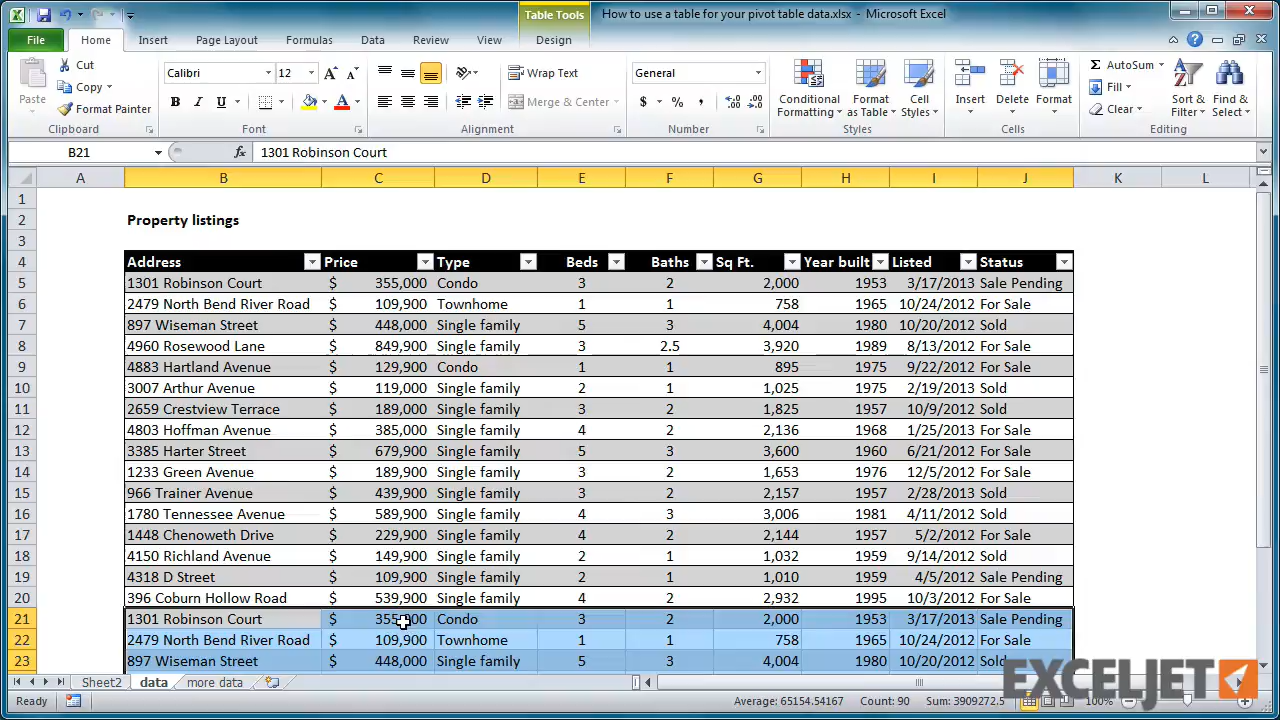 Table Tools
How to use a table for your pivot table data.xlsx - Microsoft Excel
File Home Insert Page Layout Formulas Data Review View Design
Paste
Cut
Copy
Format Painter
Clipboard
Calibri 12
B I U A
Font
Wrap Text
Merge & Center
Alignment
General
$ % ,
Number
Conditional Formatting
Format as Table
Cell Styles
Styles
Insert Delete Format
Cells
AutoSum
Fill
Clear
Sort & Filter
Find & Select
Editing
B21 fx 1301 Robinson Court
A B C D E F G H I J K L
1
2 Property listings
3
4 Address Price Type Beds Baths Sq Ft. Year built Listed Status
5 1301 Robinson Court $ 355,000 Condo 3 2 2,000 1953 3/17/2013 Sale Pending
6 2479 North Bend River Road $ 109,900 Townhome 1 1 758 1965 10/24/2012 For Sale
7 897 Wiseman Street $ 448,000 Single family 5 3 4,004 1980 10/20/2012 Sold
8 4960 Rosewood Lane $ 849,900 Single family 3 2.5 3,920 1989 8/13/2012 For Sale
9 4883 Hartland Avenue $ 129,900 Condo 1 1 895 1975 9/22/2012 For Sale
10 3007 Arthur Avenue $ 119,000 Single family 2 1 1,025 1975 2/19/2013 Sold
11 2659 Crestview Terrace $ 189,000 Single family 3 2 1,825 1957 10/9/2012 Sold
12 4803 Hoffman Avenue $ 385,000 Single family 4 2 2,136 1968 1/25/2013 For Sale
13 3385 Harter Street $ 679,900 Single family 5 3 3,600 1960 6/21/2012 For Sale
14 1233 Green Avenue $ 189,900 Single family 3 2 1,653 1976 12/5/2012 For Sale
15 966 Trainer Avenue $ 439,900 Single family 3 2 2,157 1957 2/28/2013 Sold
16 1780 Tennessee Avenue $ 589,900 Single family 4 3 3,006 1981 4/11/2012 Sold
17 1448 Chenoweth Drive $ 229,900 Single family 4 2 2,144 1957 5/2/2012 For Sale
18 4150 Richland Avenue $ 149,900 Single family 2 1 1,032 1959 9/14/2012 Sold
19 4318 D Street $ 109,900 Single family 2 1 1,010 1959 4/5/2012 Sale Pending
20 396 Coburn Hollow Road $ 539,900 Single family 4 2 2,932 1995 10/3/2012 For Sale
21 1301 Robinson Court $ 355,000 Condo 3 2 2,000 1953 3/17/2013 Sale Pending
22 2479 North Bend River Road $ 109,900 Townhome 1 1 758 1965 10/24/2012 For Sale
23 897 Wiseman Street $ 448,000 Single family 5 3 4,004 1980 10/20/2012 Sold
Sheet2 data more data
EXCELJET
Ready Average: 65154.54167 Count: 90 Sum: 3909272.5 100%